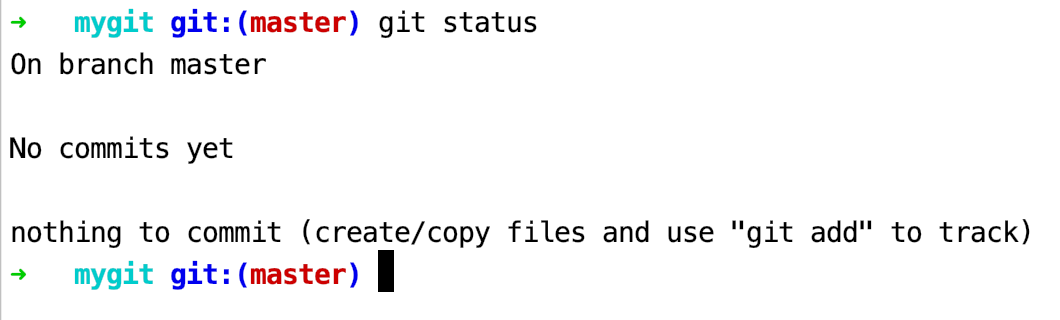 ➜ mygit git:(master) git status
On branch master
No commits yet
nothing to commit (create/copy files and use "git add" to track)
➜ mygit git:(master)